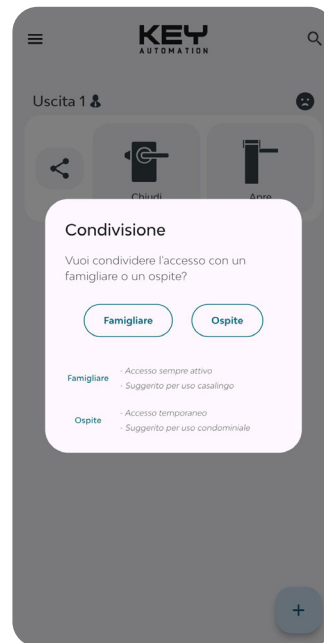 KEY
AUTOMATION
Uscita 1
Chiudi
Apre
Condivisione
Vuoi condividere l'accesso con un
famigliare o un ospite?
Famigliare Ospite
Famigliare
- Accesso sempre attivo
- Suggerito per uso casalingo
Ospite
- Accesso temporaneo
- Suggerito per uso condominiale
+